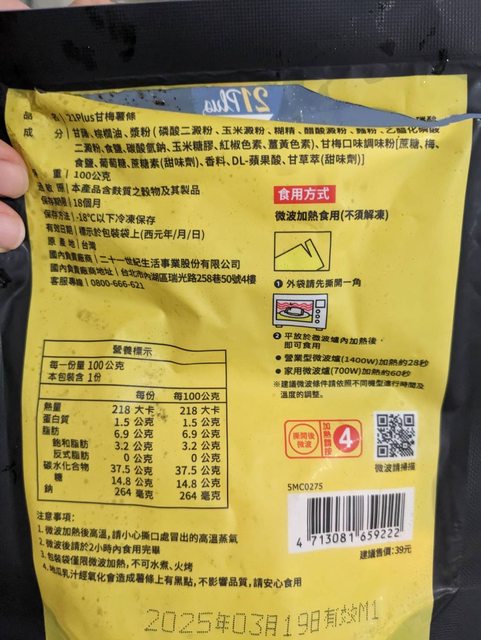 21Plus
品 名 21Plus甘梅薯條
成 分 甘藷、棕櫚油、漿粉(磷酸二澱粉、玉米澱粉、糊精、醋酸澱粉、麵粉、乙醯化磷酸
二澱粉、食鹽、碳酸氫鈉、玉米糖膠、紅椒色素、薑黃色素)、甘梅口味調味粉[蔗糖、梅、
食鹽、葡萄糖、蔗糖素(甜味劑)、香料、DL-蘋果酸、甘草萃(甜味劑)]
重 100公克
過敏原 本產品含麩質之穀物及其製品
保存期限 18個月
保存方法 -18℃以下冷凍保存
有效日期 標示於包裝袋上(西元年/月/日)
原產地 台灣
國內負責廠商 二十一世紀生活事業股份有限公司
國內負責廠商地址 台北市內湖區瑞光路258巷50號4樓
客服專線 0800-666-621
食用方式
微波加熱食用(不須解凍)
❶ 外袋請先撕開一角
❷ 平放於微波爐內加熱後,
即可食用
● 營業型微波爐(1400W)加熱約28秒
● 家用微波爐(700W)加熱約60秒
※建議微波條件請依照不同機型進行時間及
溫度的調整。
營養標示
每一份量 100公克
本包裝含 1份
每份 每100公克
熱量 218 大卡 218 大卡
蛋白質 1.5 公克 1.5 公克
脂肪 6.9 公克 6.9 公克
飽和脂肪 3.2 公克 3.2 公克
反式脂肪 0 公克 0 公克
碳水化合物 37.5 公克 37.5 公克
糖 14.8 公克 14.8 公克
鈉 264 毫克 264 毫克
撕開後
微波
加熱請按
4
微波請掃描
SMC0275
4 713081 659222
建議售價:39元
注意事項:
1. 微波加熱後高溫,請小心撕口處冒出的高溫蒸氣
2. 微波後請於2小時內食用完畢
3. 包裝袋僅限微波加熱,不可水煮、火烤
4. 地瓜乳汁經氧化會造成薯條上有黑點,不影響品質,請安心食用
2025年03月19日有效M1